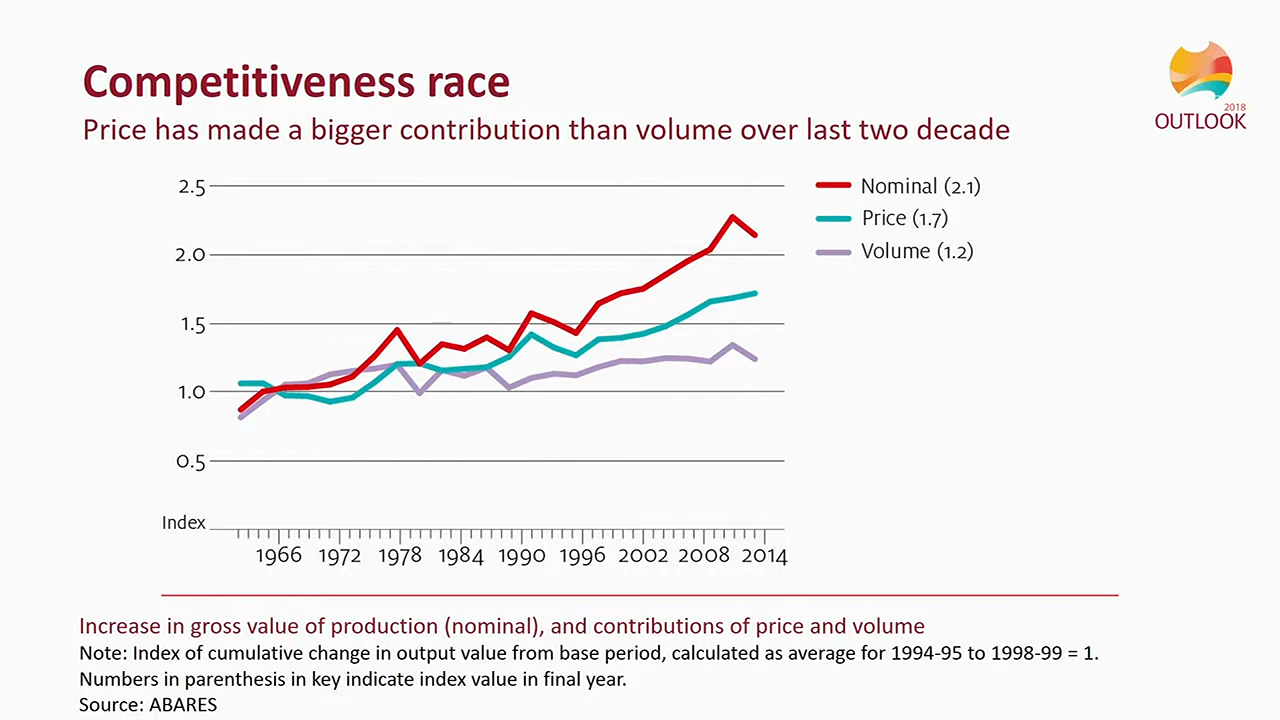 Competitiveness race
Price has made a bigger contribution than volume over last two decade
2018
OUTLOOK
2.5
2.0
1.5
1.0
0.5
Index
Nominal (2.1)
Price (1.7)
Volume (1.2)
1966 1972 1978 1984 1990 1996 2002 2008 2014
Increase in gross value of production (nominal), and contributions of price and volume
Note: Index of cumulative change in output value from base period, calculated as average for 1994-95 to 1998-99 = 1.
Numbers in parenthesis in key indicate index value in final year.
Source: ABARES